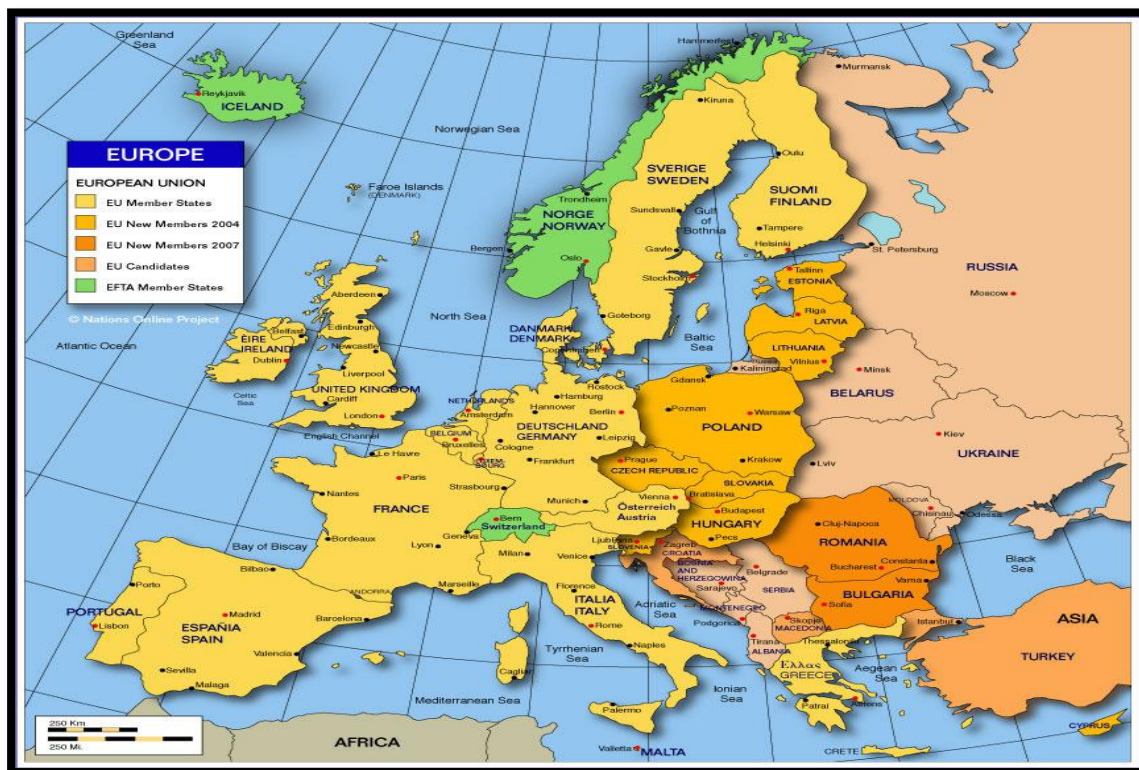 Greenland
Sea
Hammerfest
Murmansk
Reykjavik
ICELAND
Kiruna
Norwegian Sea
EUROPE
EUROPEAN UNION
EU Member States
EU New Members 2004
EU New Members 2007
EU Candidates
EFTA Member States
© Nations Online Project
Faroe Islands
(DENMARK)
Oulu
SVERIGE
SWEDEN
SUOMI
FINLAND
Trondheim
Sundsvall
Gulf
of
Bothnia
NORGE
NORWAY
Tampere
Helsinki
Bergen
Gavle
Oslo
St. Petersburg
Stockholm
Tallinn
ESTONIA
RUSSIA
Moscow
Aberdeen
North Sea
Goteborg
Riga
LATVIA
Edinburgh
DANMARK
DENMARK
Baltic
Sea
Belfast
Atlantic Ocean
ÈIRE
IRELAND
Newcastle
Copenhagen
LITHUANIA
Vilnius
Dublin
Liverpool
Kaliningrad
Minsk
Gdansk
BELARUS
Rostock
UNITED KINGDOM
Hamburg
Celtic
Sea
Cardiff
NETHERLANDS
Amsterdam
Hannover
Berlin
Poznan
Warsaw
London
DEUTSCHLAND
GERMANY
POLAND
English Channel
BELGIUM
Bruxelles
Cologne
Leipzig
Kiev
UKRAINE
Le Havre
LUXEM-
BOURG
Frankfurt
Prague
CZECH REPUBLIC
Krakow
Lviv
Paris
Strasbourg
SLOVAKIA
Nantes
Munich
Vienna
Österreich
Austria
Bratislava
Budapest
HUNGARY
MOLDOVA
Chisinau
Odessa
FRANCE
Bern
Switzerland
Cluj-Napoca
Bordeaux
Geneva
Lyon
Ljubljana
SLOVENIA
Zagreb
CROATIA
Pecs
ROMANIA
Bay of Biscay
Milan
Venice
BOSNIA
AND
HERZEGOWINA
Sarajevo
Belgrade
SERBIA
Bucharest
Constanta
Black
Sea
Bilbao
Porto
Marseille
Florence
Varna
ANDORRA
ITALIA
ITALY
Adriatic
Sea
MONTENEGRO
Podgorica
BULGARIA
Sofia
PORTUGAL
Lisbon
Madrid
ESPAÑIA
SPAIN
Barcelona
Rome
Skopje
MACEDONIA
Istanbul
ASIA
Tirana
ALBANIA
Thessaloniki
Valencia
Tyrrhenian
Sea
Naples
TURKEY
Sevilla
Cagliari
Ελλας
GREECE
Aegean
Sea
Malaga
Mediterranean Sea
Ionian
Sea
Palermo
Patrai
Athens
250 Km
250 Mi.
AFRICA
Valletta
MALTA
CRETE
CYPRUS